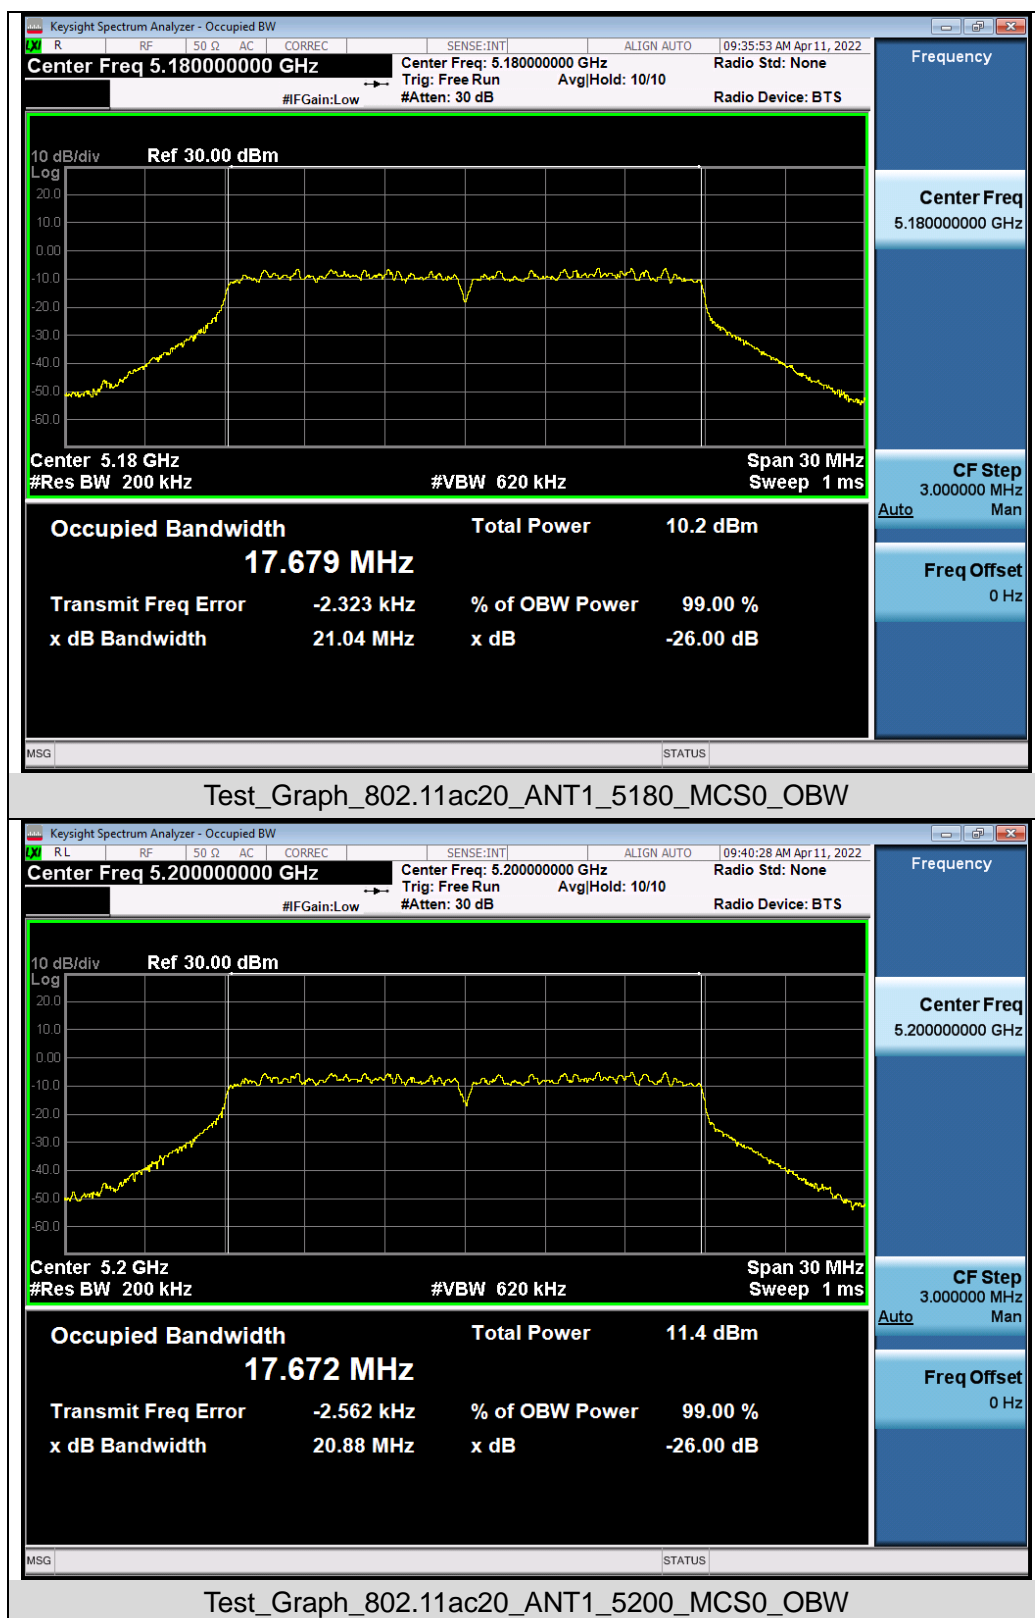 Keysight Spectrum Analyzer - Occupied BW
LXI R RF 50 Ω AC CORREC SENSE:INT ALIGN AUTO 09:35:53 AM Apr 11, 2022
Center Freq 5.180000000 GHz Center Freq: 5.180000000 GHz Radio Std: None Frequency
Trig: Free Run Avg|Hold: 10/10
#IFGain:Low #Atten: 30 dB Radio Device: BTS
10 dB/div Ref 30.00 dBm
Log
20.0
10.0
0.00
-10.0
-20.0
-30.0
-40.0
-50.0
-60.0
Center Freq
5.180000000 GHz
Center 5.18 GHz Span 30 MHz
#Res BW 200 kHz #VBW 620 kHz Sweep 1 ms
CF Step
3.000000 MHz
Auto Man
Occupied Bandwidth Total Power 10.2 dBm
17.679 MHz
Freq Offset
0 Hz
Transmit Freq Error -2.323 kHz % of OBW Power 99.00 %
x dB Bandwidth 21.04 MHz x dB -26.00 dB
MSG STATUS
Test_Graph_802.11ac20_ANT1_5180_MCS0_OBW
Keysight Spectrum Analyzer - Occupied BW
LXI RL RF 50 Ω AC CORREC SENSE:INT ALIGN AUTO 09:40:28 AM Apr 11, 2022
Center Freq 5.200000000 GHz Center Freq: 5.200000000 GHz Radio Std: None Frequency
Trig: Free Run Avg|Hold: 10/10
#IFGain:Low #Atten: 30 dB Radio Device: BTS
10 dB/div Ref 30.00 dBm
Log
20.0
10.0
0.00
-10.0
-20.0
-30.0
-40.0
-50.0
-60.0
Center Freq
5.200000000 GHz
Center 5.2 GHz Span 30 MHz
#Res BW 200 kHz #VBW 620 kHz Sweep 1 ms
CF Step
3.000000 MHz
Auto Man
Occupied Bandwidth Total Power 11.4 dBm
17.672 MHz
Freq Offset
0 Hz
Transmit Freq Error -2.562 kHz % of OBW Power 99.00 %
x dB Bandwidth 20.88 MHz x dB -26.00 dB
MSG STATUS
Test_Graph_802.11ac20_ANT1_5200_MCS0_OBW